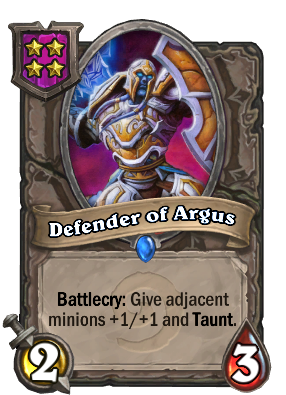 Defender of Argus
Battlecry: Give adjacent
minions +1/+1 and Taunt.
2
3